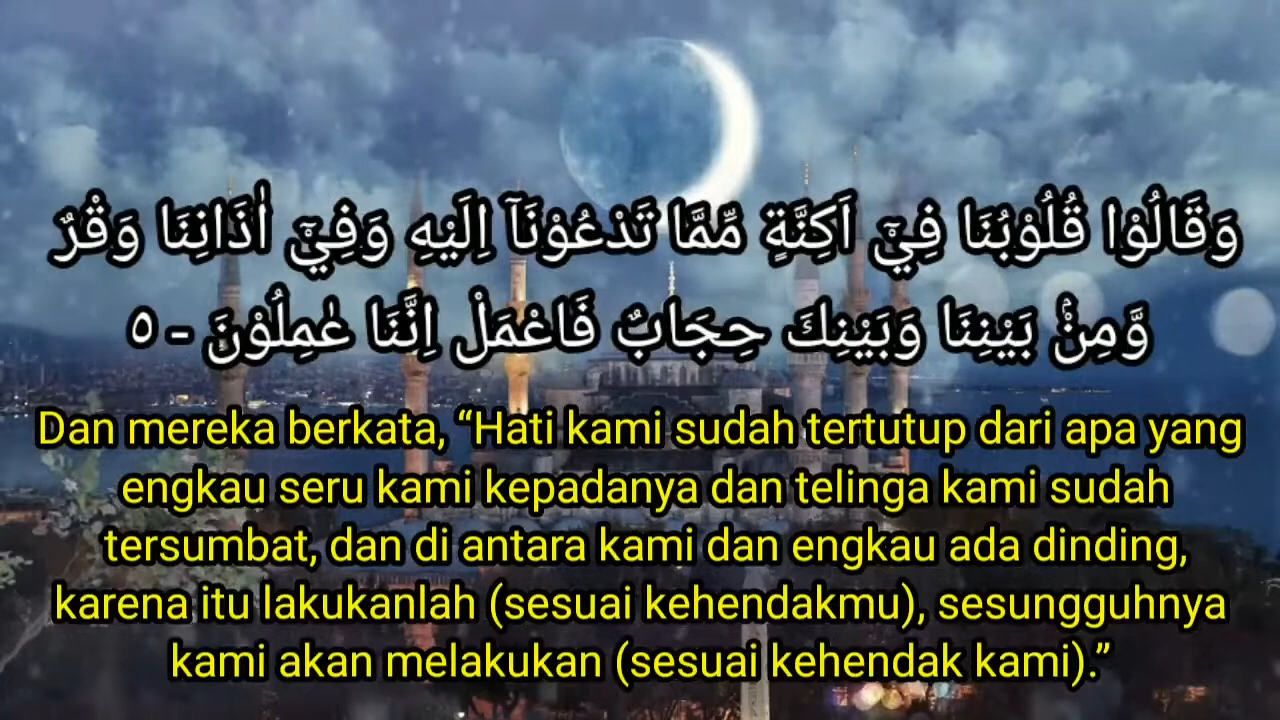 وَقَالُوْا قُلُوْبُنَا فِيْٓ اَكِنَّةٍ مِّمَّا تَدْعُوْنَآ اِلَيْهِ وَفِيْٓ اٰذَانِنَا وَقْرٌ
وَّمِنْۢ بَيْنِنَا وَبَيْنِكَ حِجَابٌ فَاعْمَلْ اِنَّنَا عٰمِلُوْنَ - ٥
Dan mereka berkata, “Hati kami sudah tertutup dari apa yang
engkau seru kami kepadanya dan telinga kami sudah
tersumbat, dan di antara kami dan engkau ada dinding,
karena itu lakukanlah (sesuai kehendakmu), sesungguhnya
kami akan melakukan (sesuai kehendak kami).”